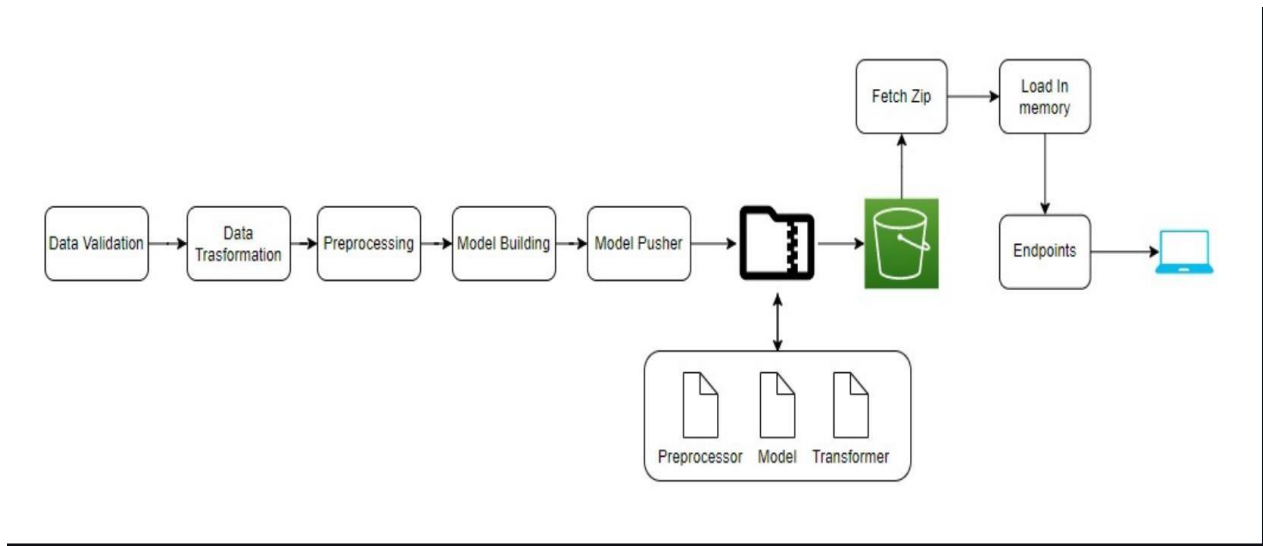 Fetch Zip
Load In
memory
Data Validation
Data
Trasformation
Preprocessing
Model Building
Model Pusher
Endpoints
Preprocessor
Model
Transformer